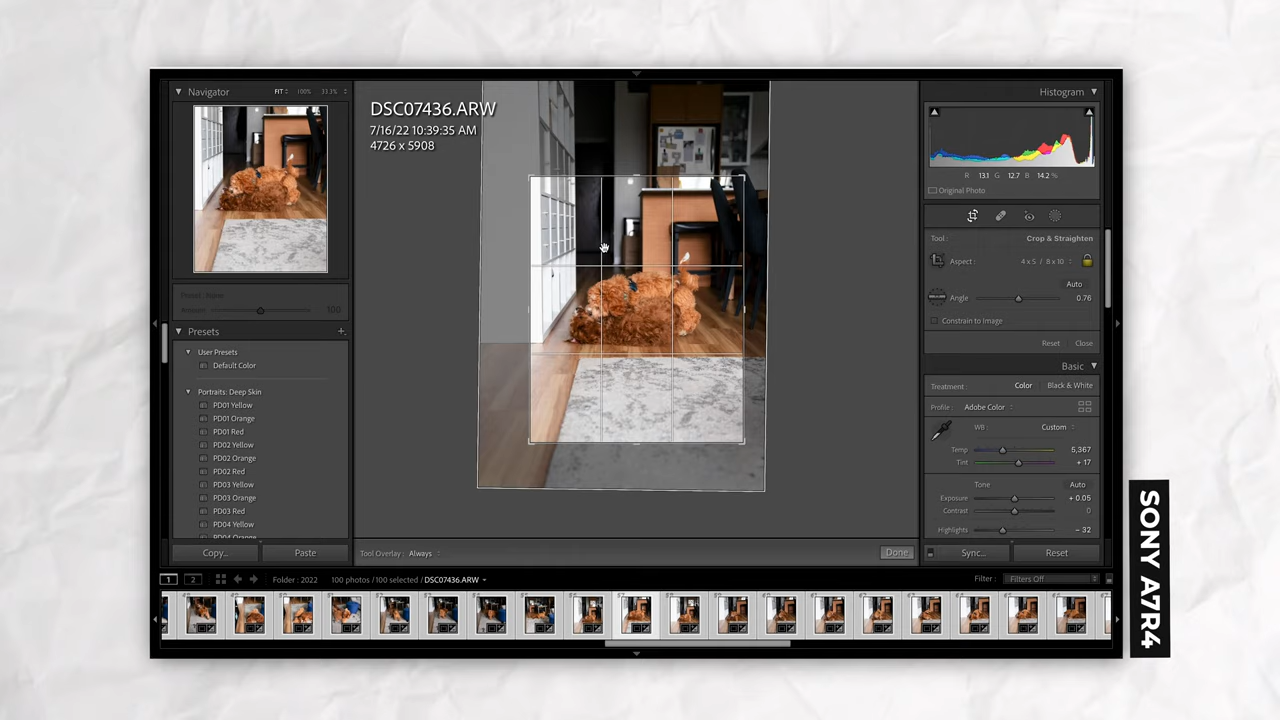 Navigator
FIT
100%
33.3%
100
Presets
+
User Presets
Default Color
Portraits: Deep Skin
PD01 Yellow
PD01 Orange
PD01 Red
PD02 Yellow
PD02 Orange
PD02 Red
PD03 Yellow
PD03 Orange
PD03 Red
PD04 Yellow
PD04 Orange
Copy...
Paste
DSC07436.ARW
7/16/22 10:39:35 AM
4726 x 5908
Tool Overlay: Always
Done
Histogram
R 13.1 G 12.7 B 14.2 %
Original Photo
Tool: Crop & Straighten
Aspect: 4 x 5 / 8 x 10
Auto
Angle 0.76
Constrain to Image
Reset Close
Basic
Treatment: Color Black & White
Profile: Adobe Color
WB: Custom
Temp 5,367
Tint + 17
Tone Auto
Exposure + 0.05
Contrast 0
Highlights – 32
Sync...
Reset
1 2 Folder : 2022 100 photos / 100 selected / DSC07436.ARW
Filter : Filters Off
SONY A7R4